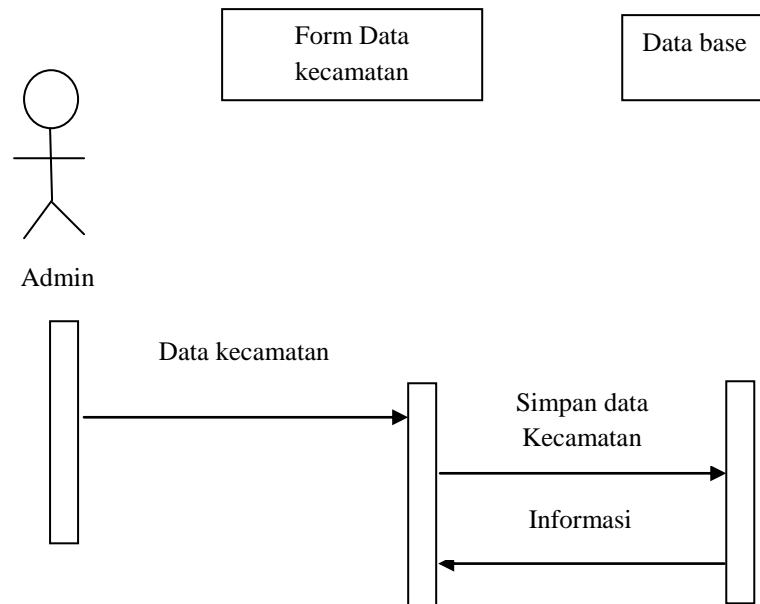 Form Data
kecamatan
Data base
Admin
Data kecamatan
Simpan data
Kecamatan
Informasi